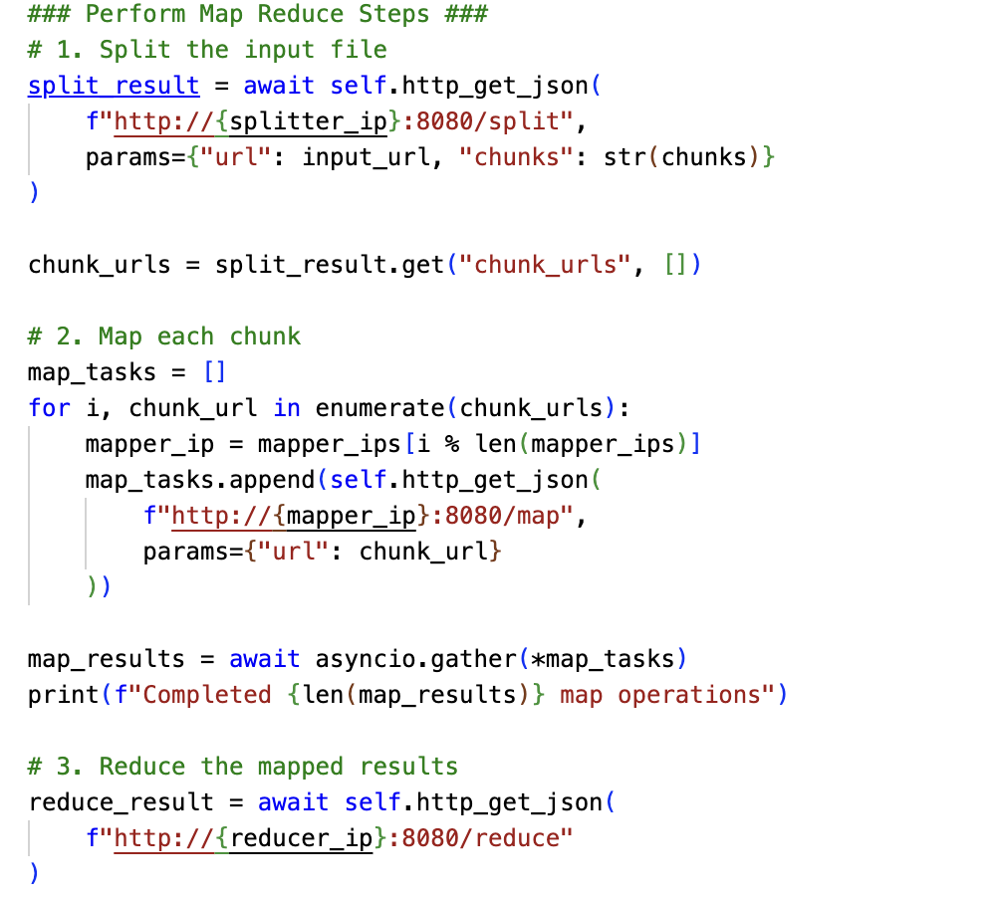 ### Perform Map Reduce Steps ###
# 1. Split the input file
split_result = await self.http_get_json(
    f"http://{splitter_ip}:8080/split",
    params={"url": input_url, "chunks": str(chunks)}
)

chunk_urls = split_result.get("chunk_urls", [])

# 2. Map each chunk
map_tasks = []
for i, chunk_url in enumerate(chunk_urls):
    mapper_ip = mapper_ips[i % len(mapper_ips)]
    map_tasks.append(self.http_get_json(
        f"http://{mapper_ip}:8080/map",
        params={"url": chunk_url}
    ))

map_results = await asyncio.gather(*map_tasks)
print(f"Completed {len(map_results)} map operations")

# 3. Reduce the mapped results
reduce_result = await self.http_get_json(
    f"http://{reducer_ip}:8080/reduce"
)